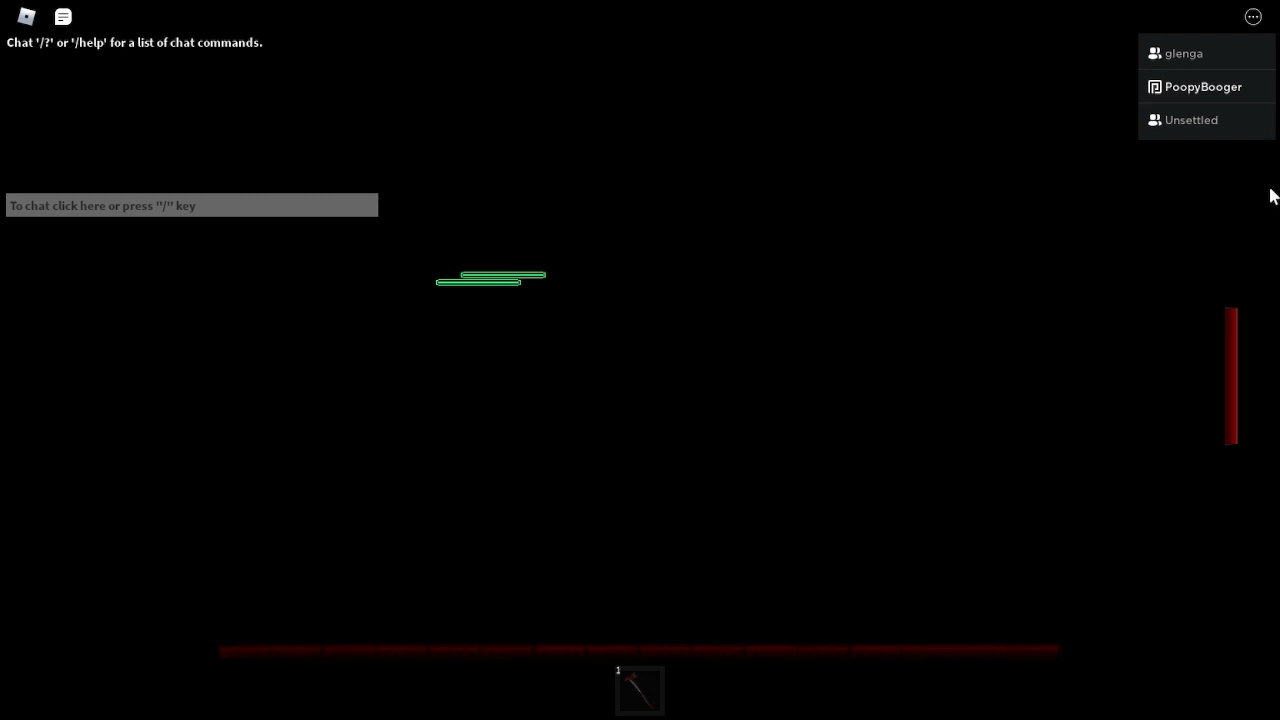 Chat '/?' or '/help' for a list of chat commands.
glenga
PoopyBooger
Unsettled
To chat click here or press "/" key
1